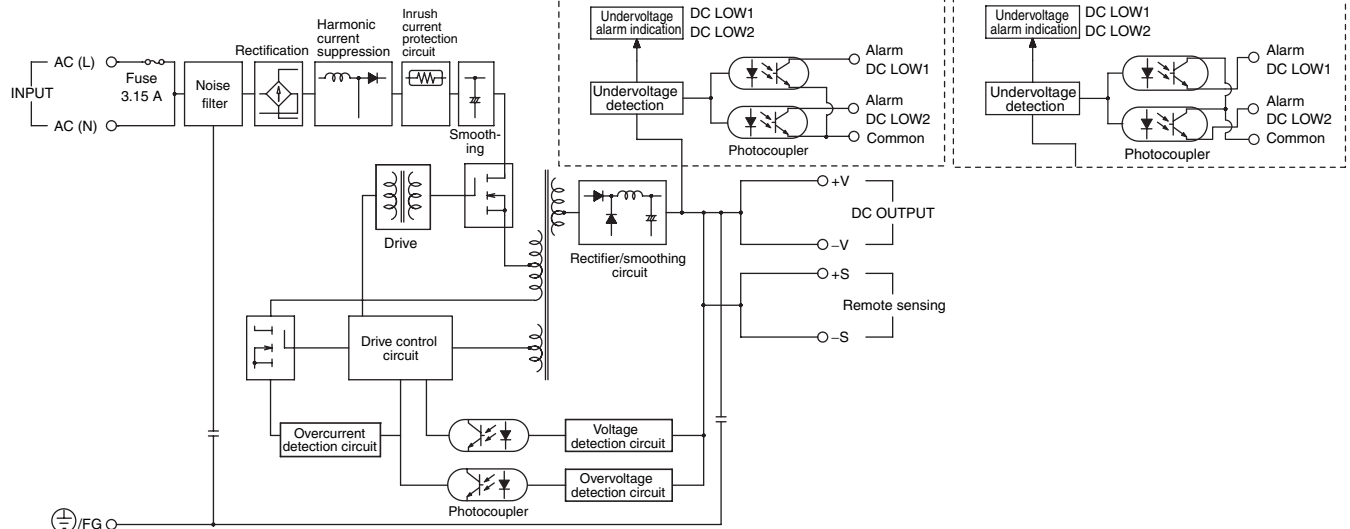 INPUT
AC (L)
AC (N)
Fuse
3.15 A
Noise
filter
Rectification
Harmonic
current
suppression
Inrush
current
protection
circuit
Smooth-
ing
Drive
Rectifier/smoothing
circuit
Drive control
circuit
Overcurrent
detection circuit
Voltage
detection circuit
Overvoltage
detection circuit
Photocoupler
/FG
Undervoltage
alarm indication
DC LOW1
DC LOW2
Undervoltage
detection
Photocoupler
Alarm
DC LOW1
Alarm
DC LOW2
Common
Undervoltage
alarm indication
DC LOW1
DC LOW2
Undervoltage
detection
Photocoupler
Alarm
DC LOW1
Alarm
DC LOW2
Common
+V
DC OUTPUT
–V
+S
Remote sensing
–S